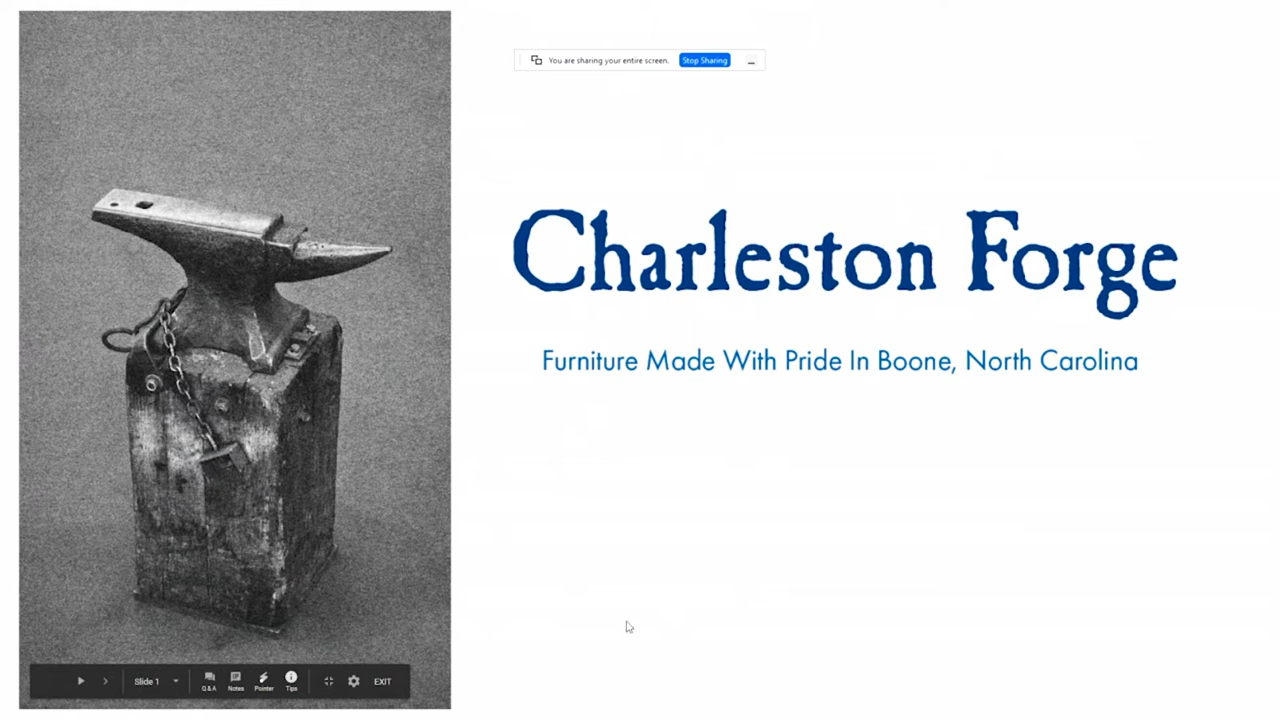 You are sharing your entire screen. Stop Sharing
Charleston Forge
Furniture Made With Pride In Boone, North Carolina
Slide 1 Q&A Notes Pointer Tips EXIT